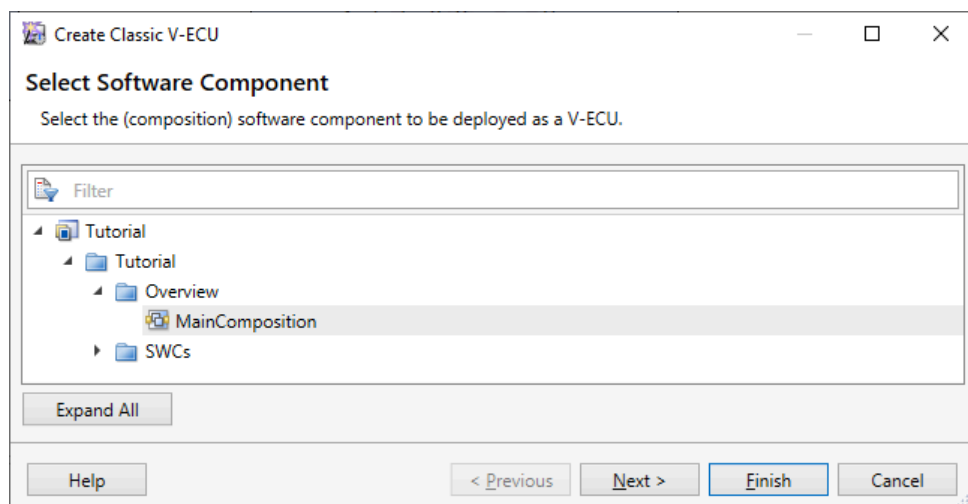 Create Classic V-ECU
Select Software Component
Select the (composition) software component to be deployed as a V-ECU.
Filter
Tutorial
Tutorial
Overview
MainComposition
SWCs
Expand All
Help
< Previous
Next >
Finish
Cancel